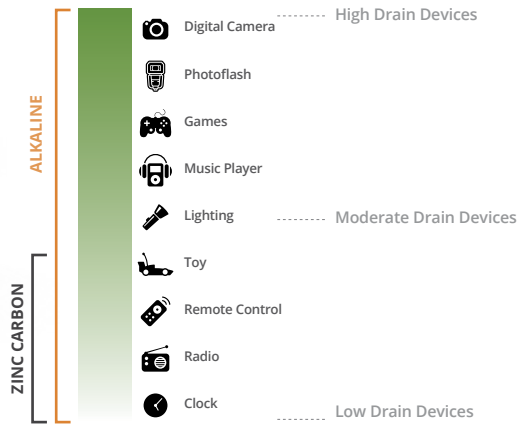 Digital Camera
High Drain Devices
Photoflash
Games
ALKALINE
Music Player
Lighting
Moderate Drain Devices
Toy
Remote Control
ZINC CARBON
Radio
Clock
Low Drain Devices